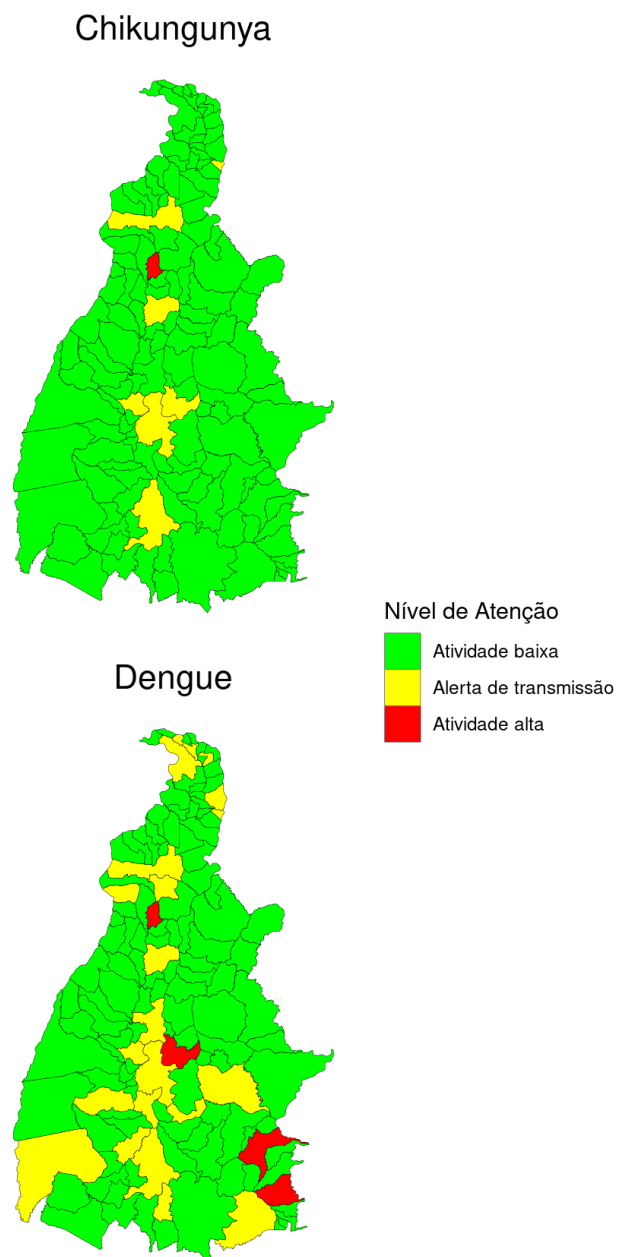 Chikungunya
Nível de Atenção
Atividade baixa
Alerta de transmissão
Atividade alta
Dengue